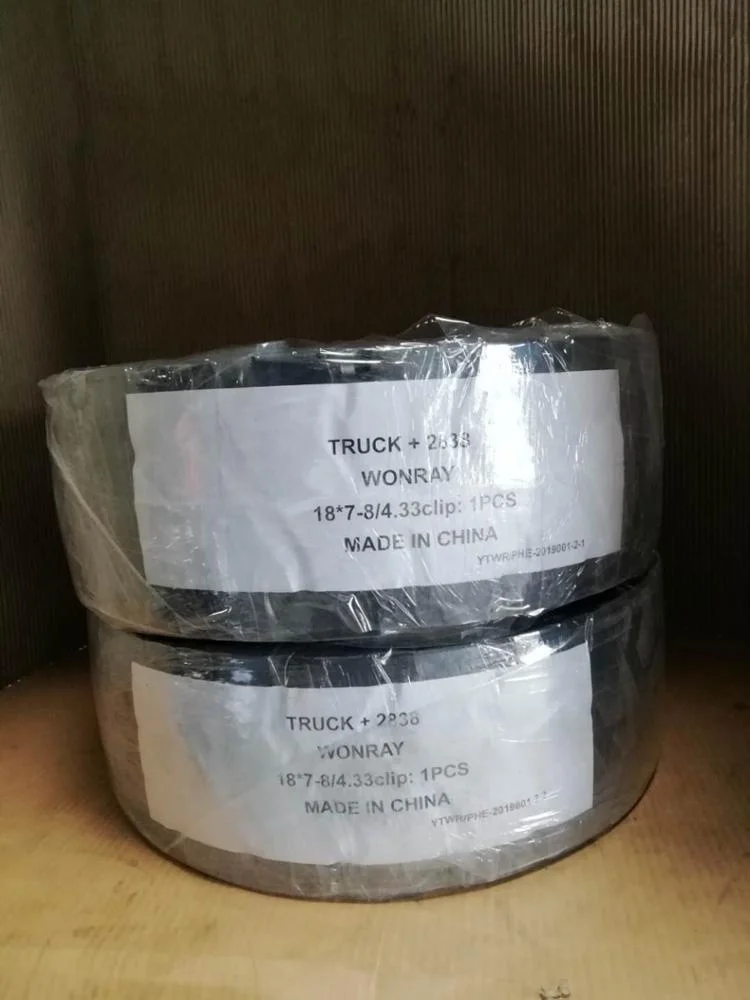 TRUCK + 2838
WONRAY
18*7-8/4.33clip: 1PCS
MADE IN CHINA
YTWR/PHE-2019001-2-1
TRUCK + 2838
WONRAY
18*7-8/4.33clip: 1PCS
MADE IN CHINA